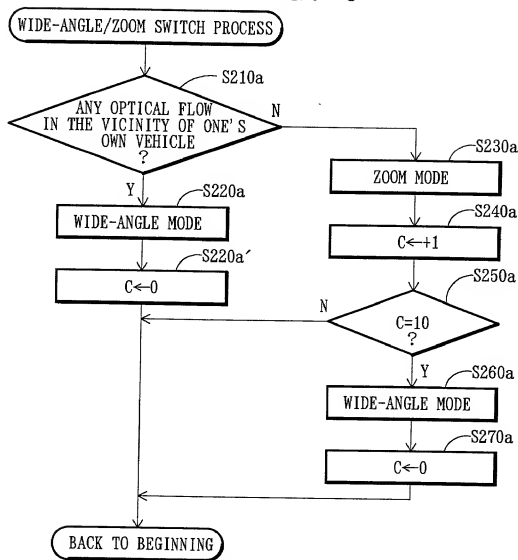 WIDE-ANGLE/ZOOM SWITCH PROCESS
S210a
ANY OPTICAL FLOW
IN THE VICINITY OF ONE'S
OWN VEHICLE
?
N
Y
S220a
WIDE-ANGLE MODE
S220a′
C←0
S230a
ZOOM MODE
S240a
C←+1
S250a
C=10
?
N
Y
S260a
WIDE-ANGLE MODE
S270a
C←0
BACK TO BEGINNING